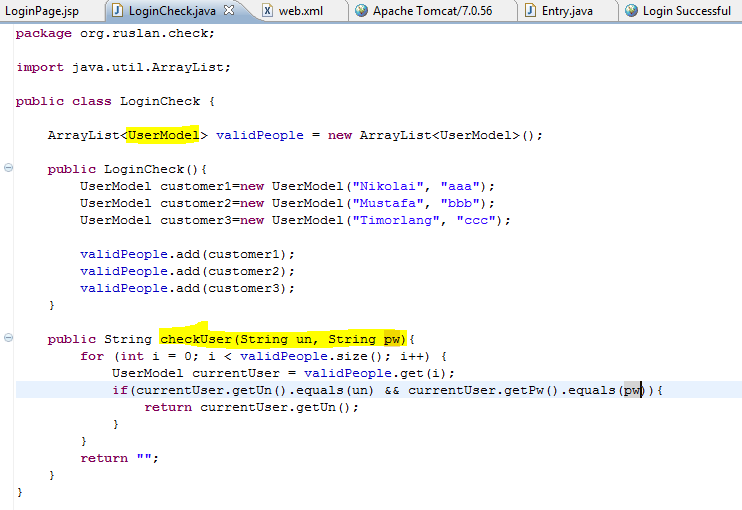 LoginPage.jsp LoginCheck.java web.xml Apache Tomcat/7.0.56 Entry.java Login Successful
package org.ruslan.check;
import java.util.ArrayList;
public class LoginCheck {
ArrayList<UserModel> validPeople = new ArrayList<UserModel>();
public LoginCheck(){
UserModel customer1=new UserModel("Nikolai", "aaa");
UserModel customer2=new UserModel("Mustafa", "bbb");
UserModel customer3=new UserModel("Timorlang", "ccc");
validPeople.add(customer1);
validPeople.add(customer2);
validPeople.add(customer3);
}
public String checkUser(String un, String pw){
for (int i = 0; i < validPeople.size(); i++) {
UserModel currentUser = validPeople.get(i);
if(currentUser.getUn().equals(un) && currentUser.getPw().equals(pw)){
return currentUser.getUn();
}
}
return "";
}
}